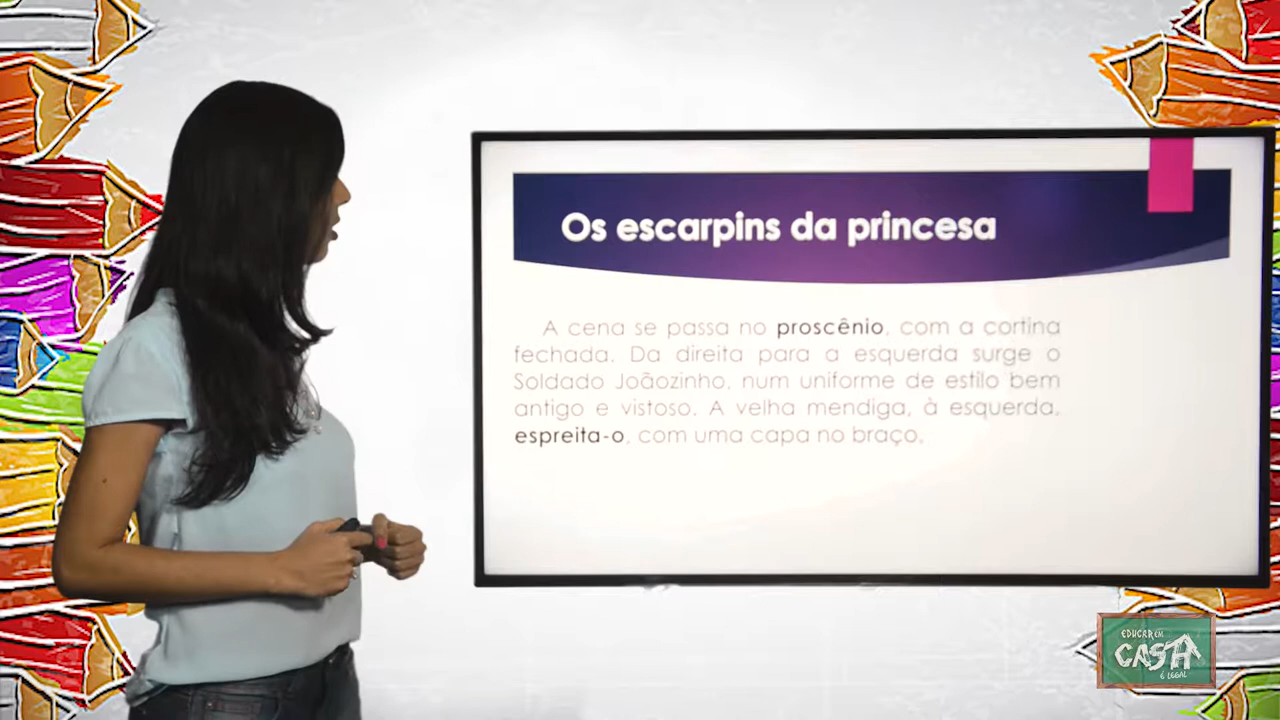 Os escarpins da princesa
A cena se passa no proscênio, com a cortina
fechada. Da direita para a esquerda surge o
Soldado Joãozinho, num uniforme de estilo bem
antigo e vistoso. A velha mendiga, à esquerda,
espreita-o, com uma capa no braço.
EDUCAR EM
CASA
É LEGAL